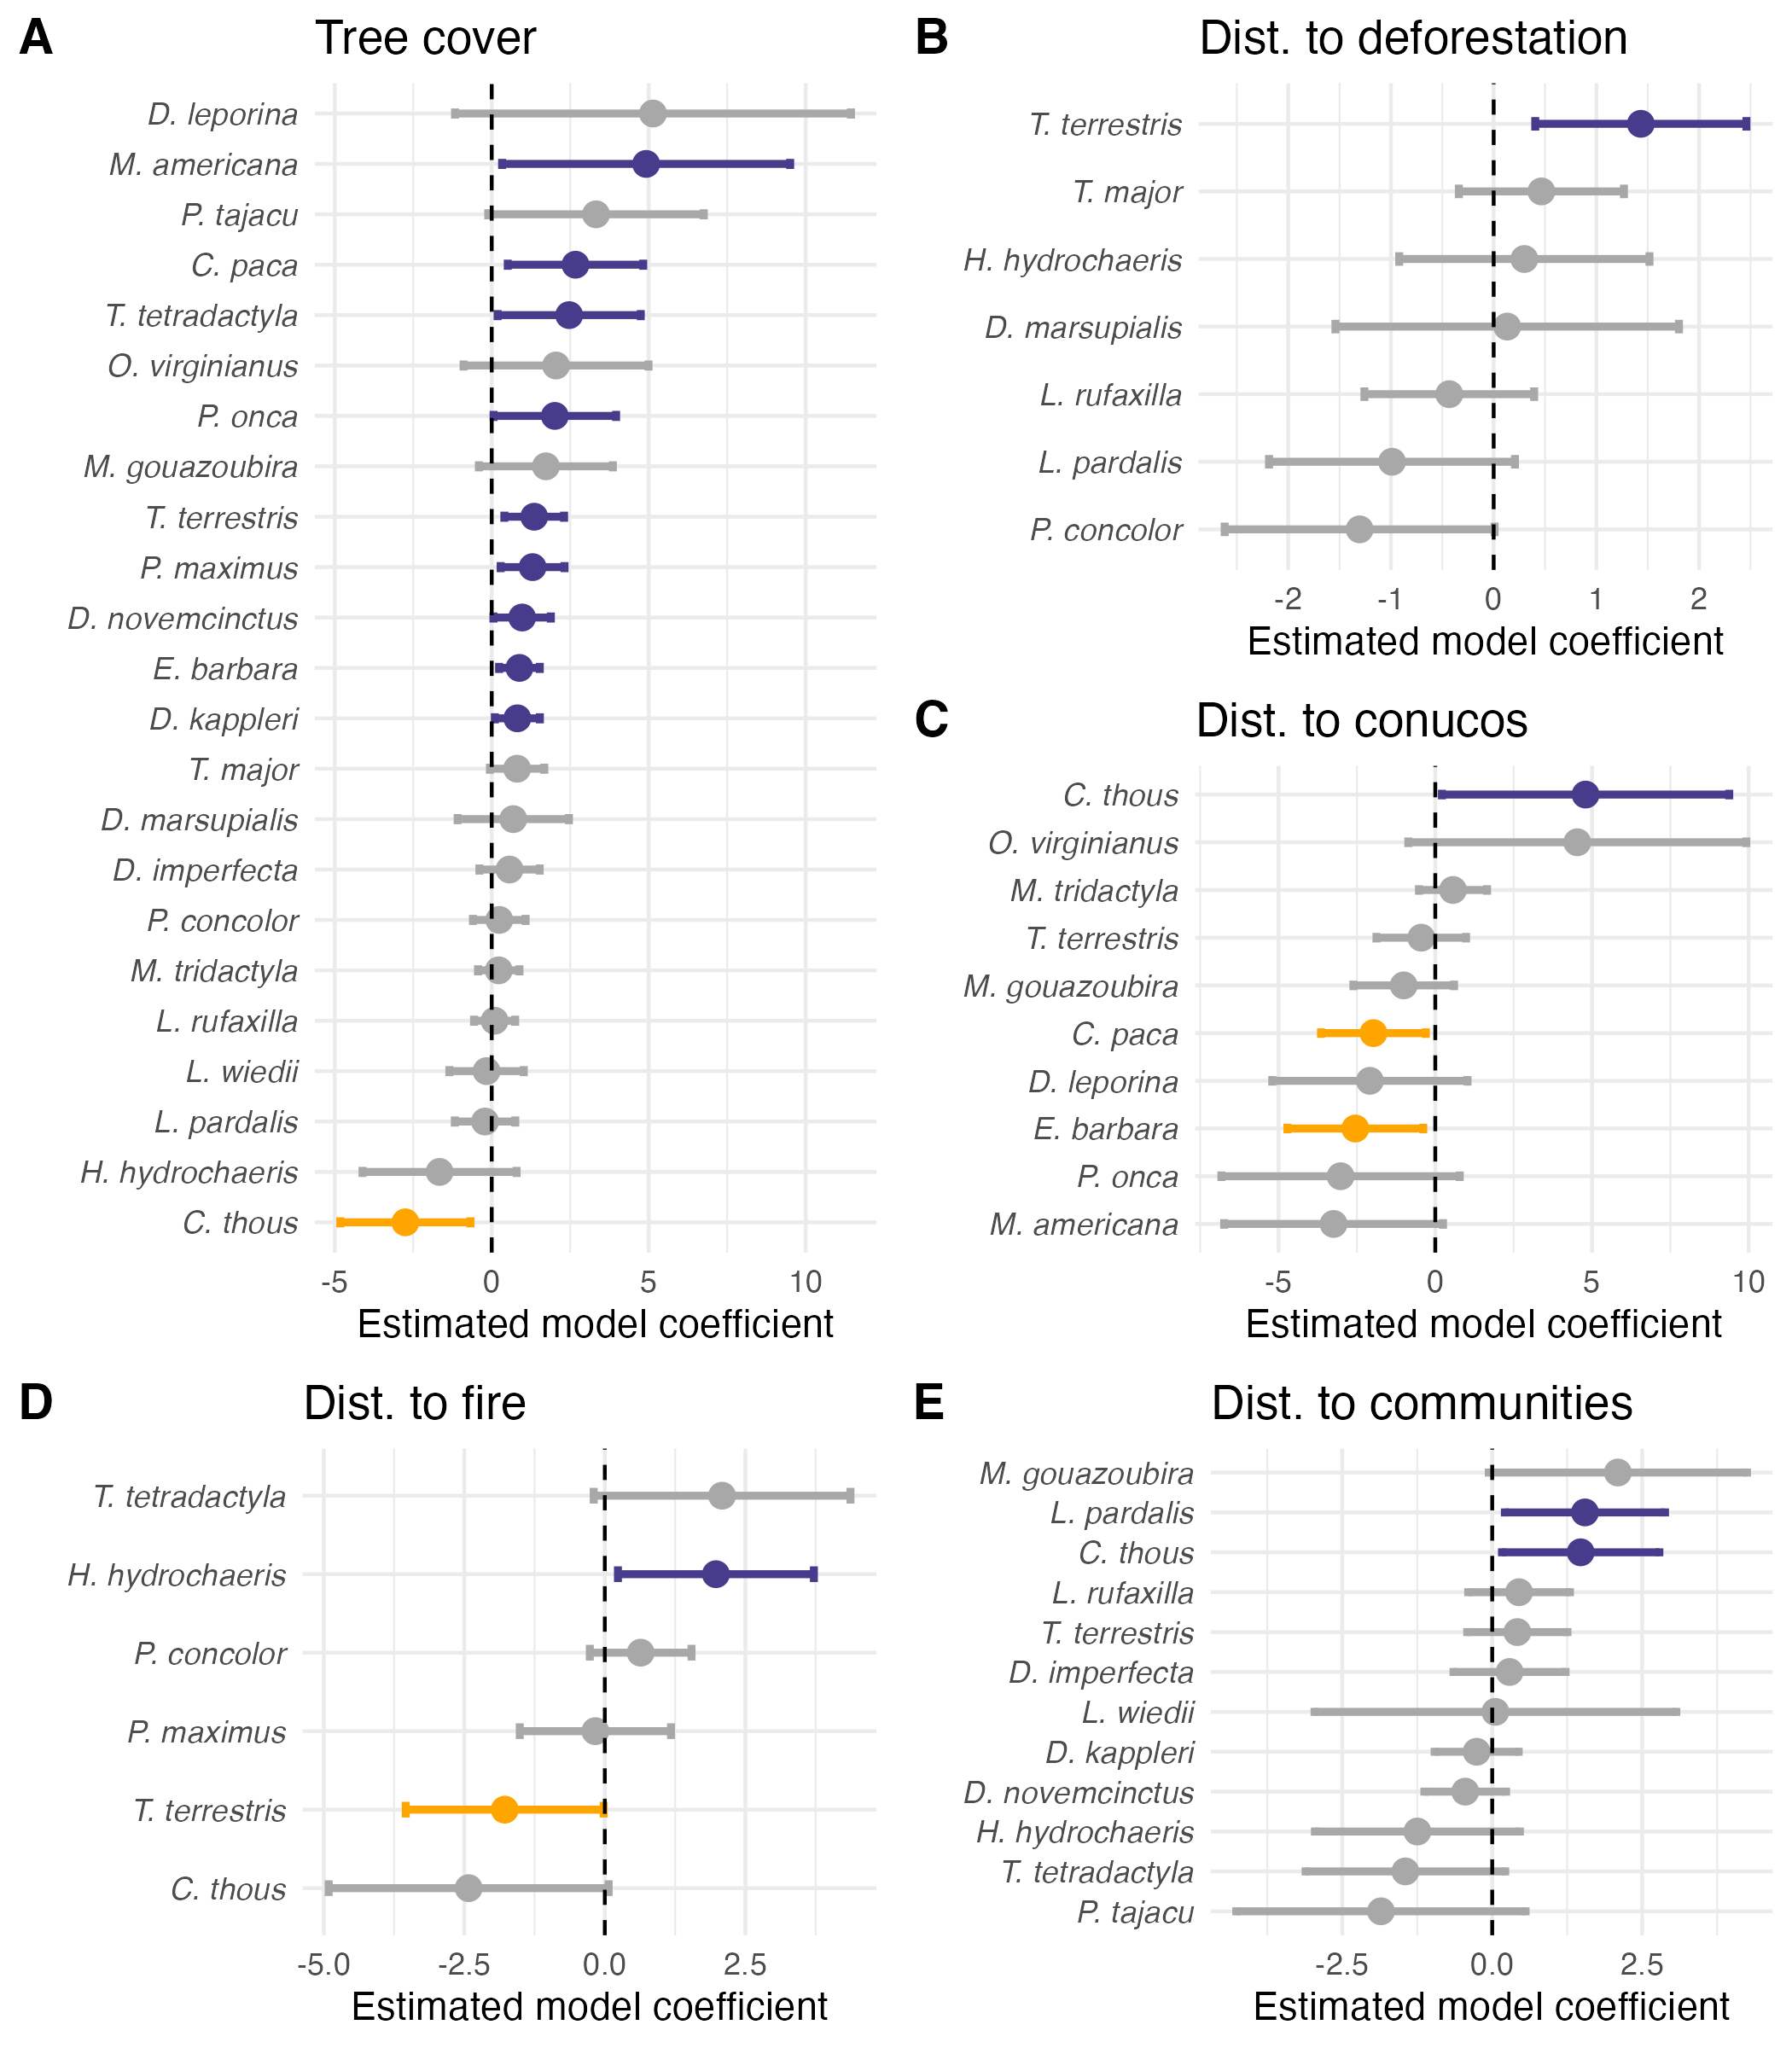 A Tree cover
D. leporina
M. americana
P. tajacu
C. paca
T. tetradactyla
O. virginianus
P. onca
M. gouazoubira
T. terrestris
P. maximus
D. novemcinctus
E. barbara
D. kappleri
T. major
D. marsupialis
D. imperfecta
P. concolor
M. tridactyla
L. rufaxilla
L. wiedii
L. pardalis
H. hydrochaeris
C. thous
-5 0 5 10
Estimated model coefficient
B Dist. to deforestation
T. terrestris
T. major
H. hydrochaeris
D. marsupialis
L. rufaxilla
L. pardalis
P. concolor
-2 -1 0 1 2
Estimated model coefficient
C Dist. to conucos
C. thous
O. virginianus
M. tridactyla
T. terrestris
M. gouazoubira
C. paca
D. leporina
E. barbara
P. onca
M. americana
-5 0 5 10
Estimated model coefficient
D Dist. to fire
T. tetradactyla
H. hydrochaeris
P. concolor
P. maximus
T. terrestris
C. thous
-5.0 -2.5 0.0 2.5
Estimated model coefficient
E Dist. to communities
M. gouazoubira
L. pardalis
C. thous
L. rufaxilla
T. terrestris
D. imperfecta
L. wiedii
D. kappleri
D. novemcinctus
H. hydrochaeris
T. tetradactyla
P. tajacu
-2.5 0.0 2.5
Estimated model coefficient